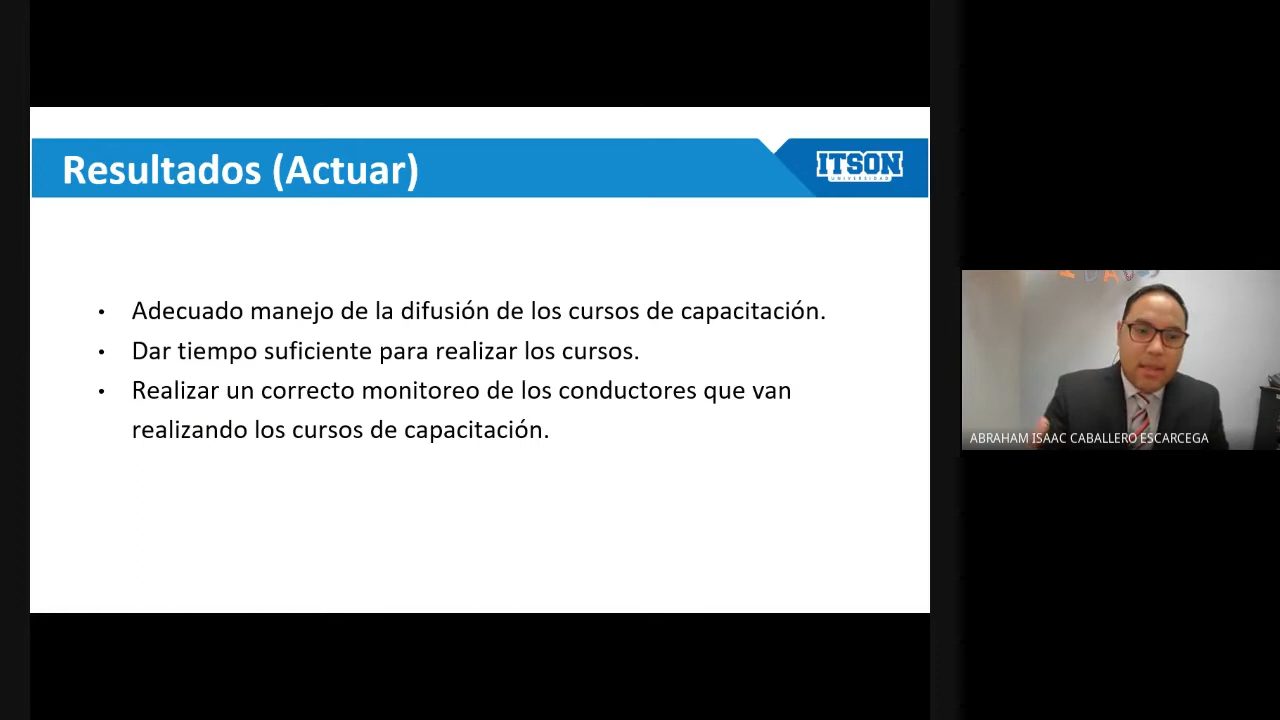 Resultados (Actuar)
ITSON
UNIVERSIDAD
• Adecuado manejo de la difusión de los cursos de capacitación.
• Dar tiempo suficiente para realizar los cursos.
• Realizar un correcto monitoreo de los conductores que van
realizando los cursos de capacitación.
ABRAHAM ISAAC CABALLERO ESCARCEGA